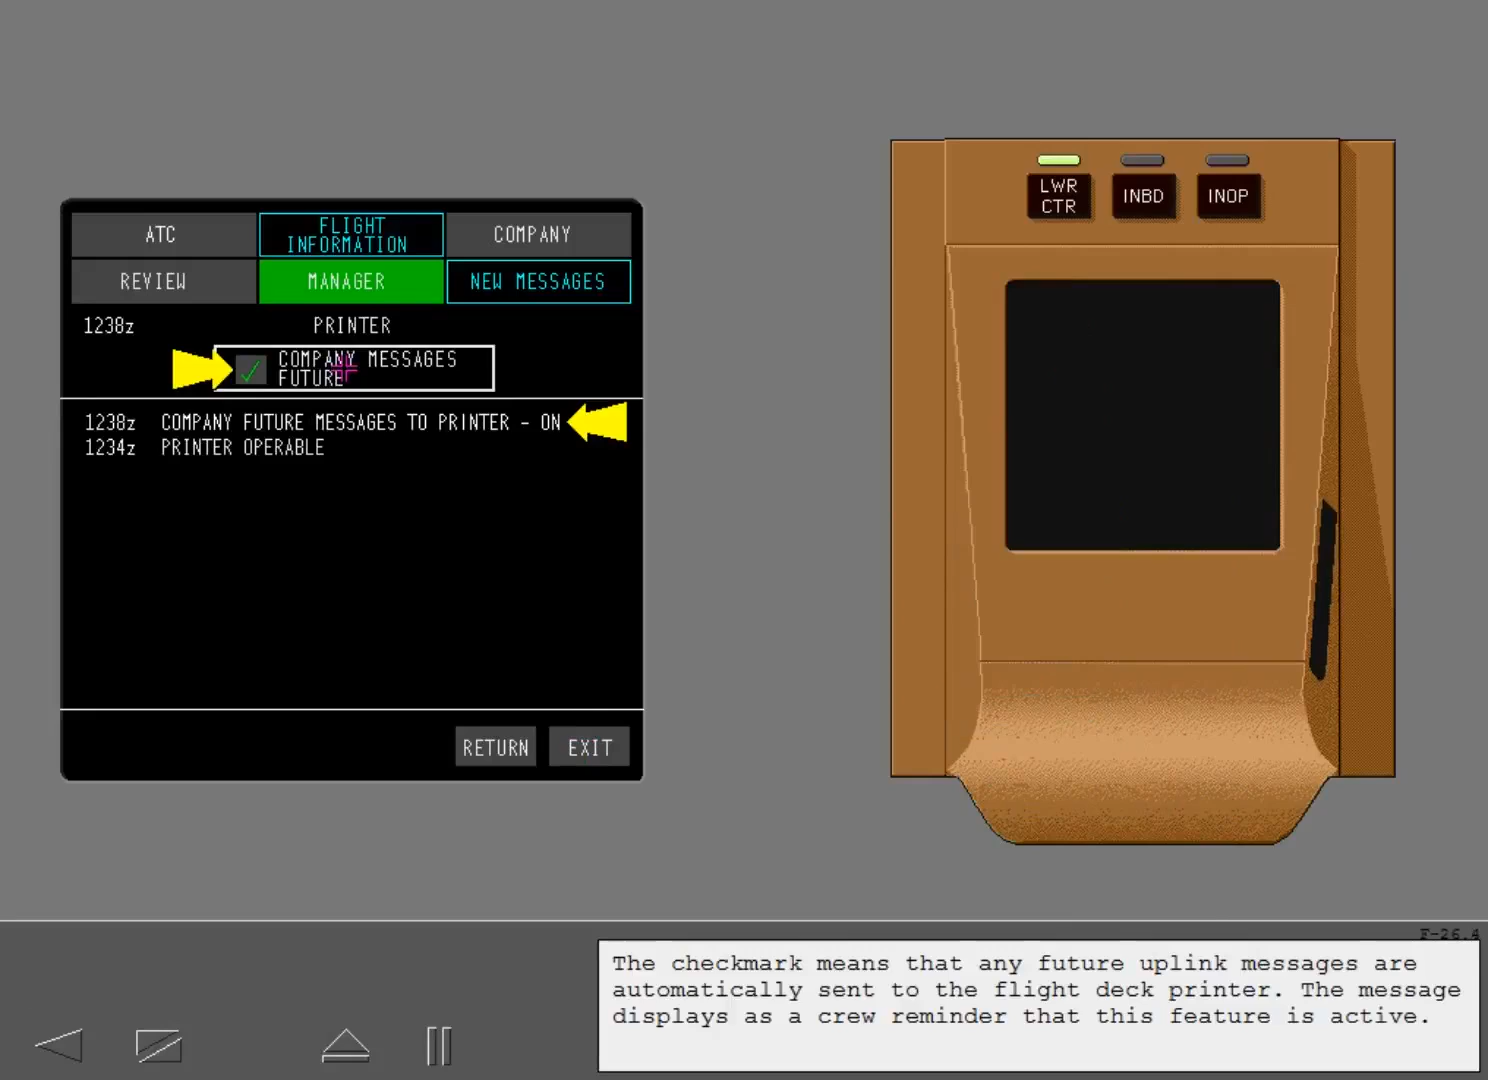 ATC
FLIGHT
INFORMATION
COMPANY
REVIEW
MANAGER
NEW MESSAGES
1238z
PRINTER
COMPANY MESSAGES
FUTURE
1238z COMPANY FUTURE MESSAGES TO PRINTER - ON
1234z PRINTER OPERABLE
RETURN
EXIT
LWR
CTR
INBD
INOP
F-26.4
The checkmark means that any future uplink messages are
automatically sent to the flight deck printer. The message
displays as a crew reminder that this feature is active.